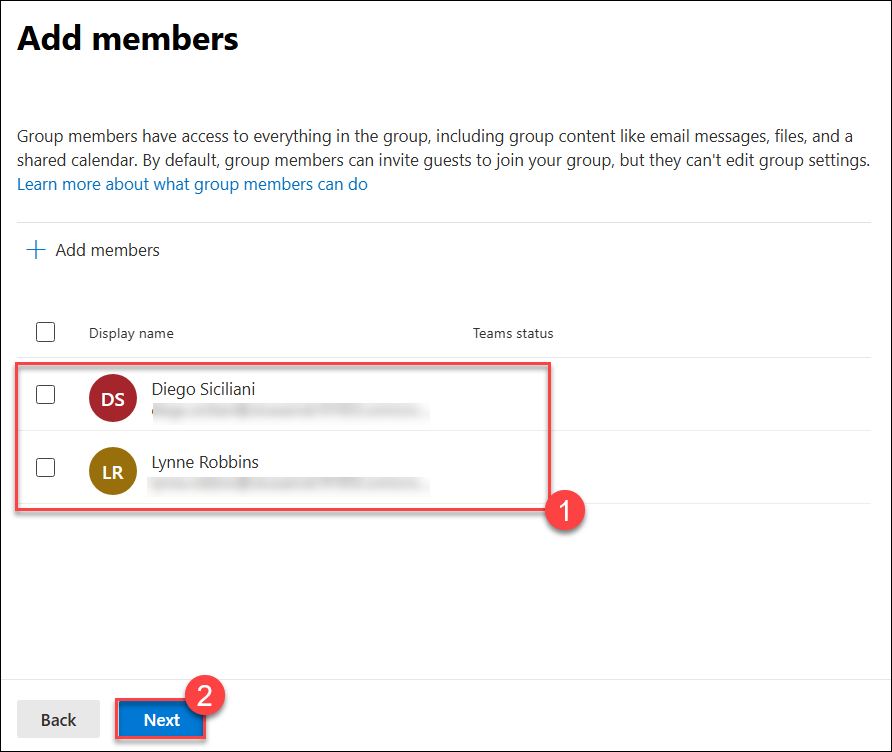 Add members
Group members have access to everything in the group, including group content like email messages, files, and a
shared calendar. By default, group members can invite guests to join your group, but they can't edit group settings.
Learn more about what group members can do
Add members
Display name Teams status
DS Diego Siciliani
LR Lynne Robbins
1
2
Back Next